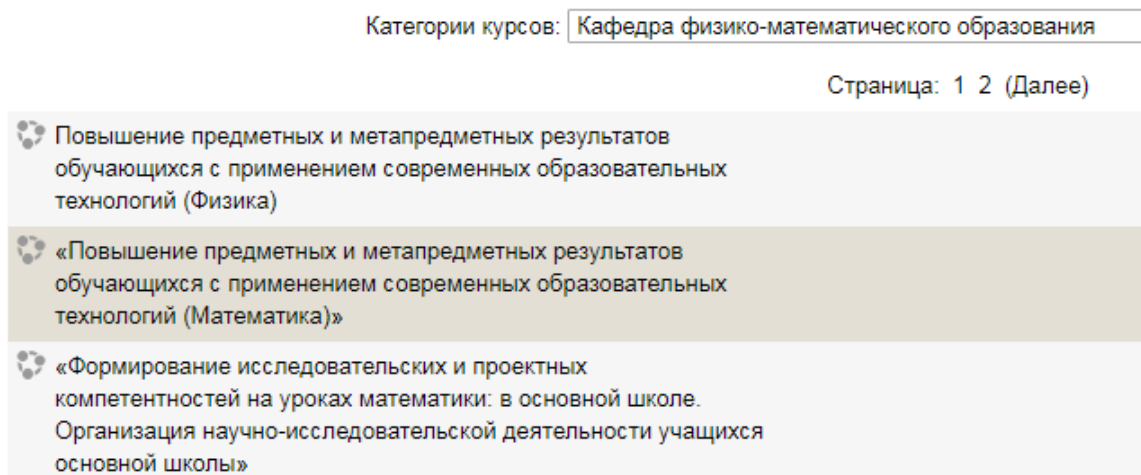 Категории курсов: Кафедра физико-математического образования
Страница: 1 2 (Далее)
Повышение предметных и метапредметных результатов
обучающихся с применением современных образовательных
технологий (Физика)
«Повышение предметных и метапредметных результатов
обучающихся с применением современных образовательных
технологий (Математика)»
«Формирование исследовательских и проектных
компетентностей на уроках математики: в основной школе.
Организация научно-исследовательской деятельности учащихся
основной школы»